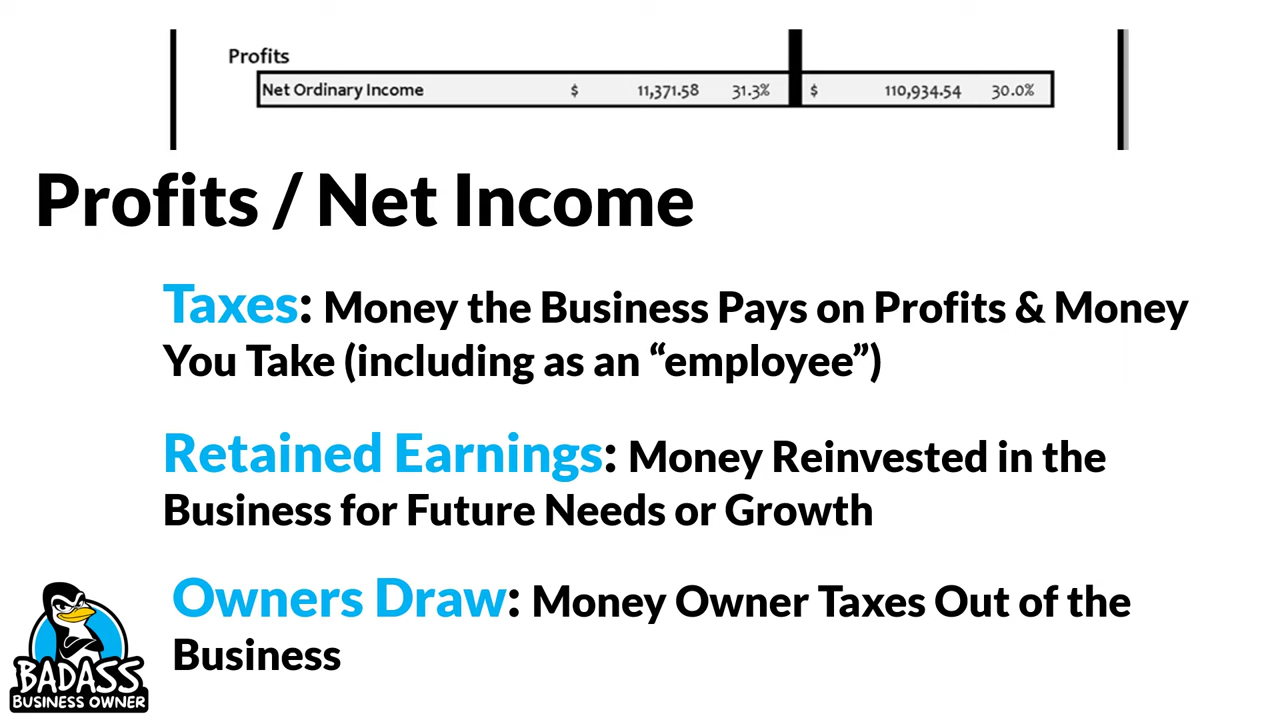 Profits
Net Ordinary Income $ 11,371.58 31.3% $ 110,934.54 30.0%
Profits / Net Income
Taxes: Money the Business Pays on Profits & Money
You Take (including as an “employee”)
Retained Earnings: Money Reinvested in the
Business for Future Needs or Growth
Owners Draw: Money Owner Taxes Out of the
Business
BADASS
BUSINESS OWNER